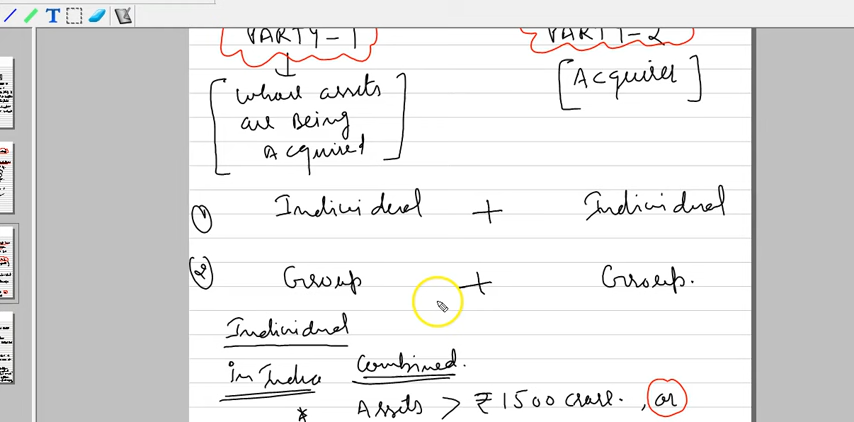 PARTY-1 PARTY-2
Whose assets
are Being
Acquired
Acquirer
1 Individual + Individual
2 Group + Group.
Individual
in India Combined.
* Assets > ₹1500 crore., or